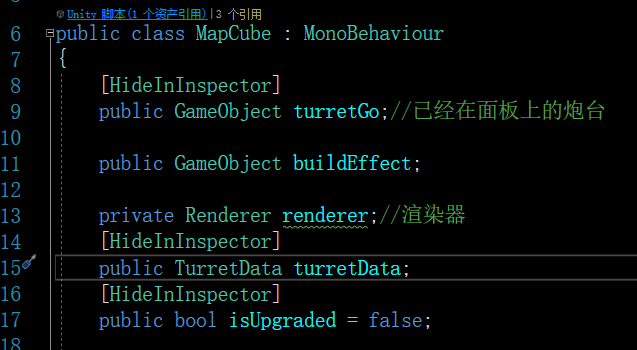 Unity 脚本(1 个资产引用)|3 个引用
6 public class MapCube : MonoBehaviour
7 {
8 [HideInInspector]
9 public GameObject turretGo;//已经在面板上的炮台
10
11 public GameObject buildEffect;
12
13 private Renderer renderer;//渲染器
14 [HideInInspector]
15 public TurretData turretData;
16 [HideInInspector]
17 public bool isUpgraded = false;
18